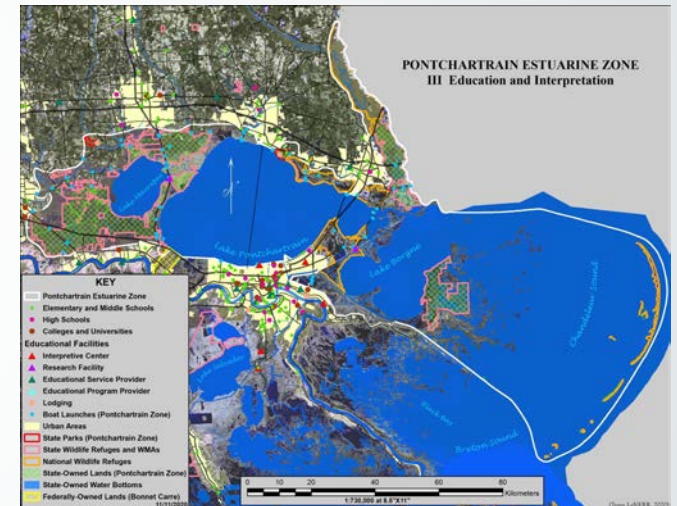 PONTCHARTRAIN ESTUARINE ZONE
III Education and Interpretation
Lake Pontchartrain
Lake Borgne
Chandeleur Sound
Breton Sound
KEY
Pontchartrain Estuarine Zone
Elementary and Middle Schools
High Schools
Colleges and Universities
Educational Facilities
Interpretive Center
Research Facility
Educational Service Provider
Educational Program Provider
Lodging
Boat Launches (Pontchartrain Zone)
Urban Areas
State Parks (Pontchartrain Zone)
State Wildlife Refuges and WMAs
National Wildlife Refuges
State-Owned Lands (Pontchartrain Zone)
State-Owned Water Bottoms
Federally-Owned Lands (Bonnet Carre)
0 20 40 60 80
Kilometers
1:730,000 at 8.5"X11"